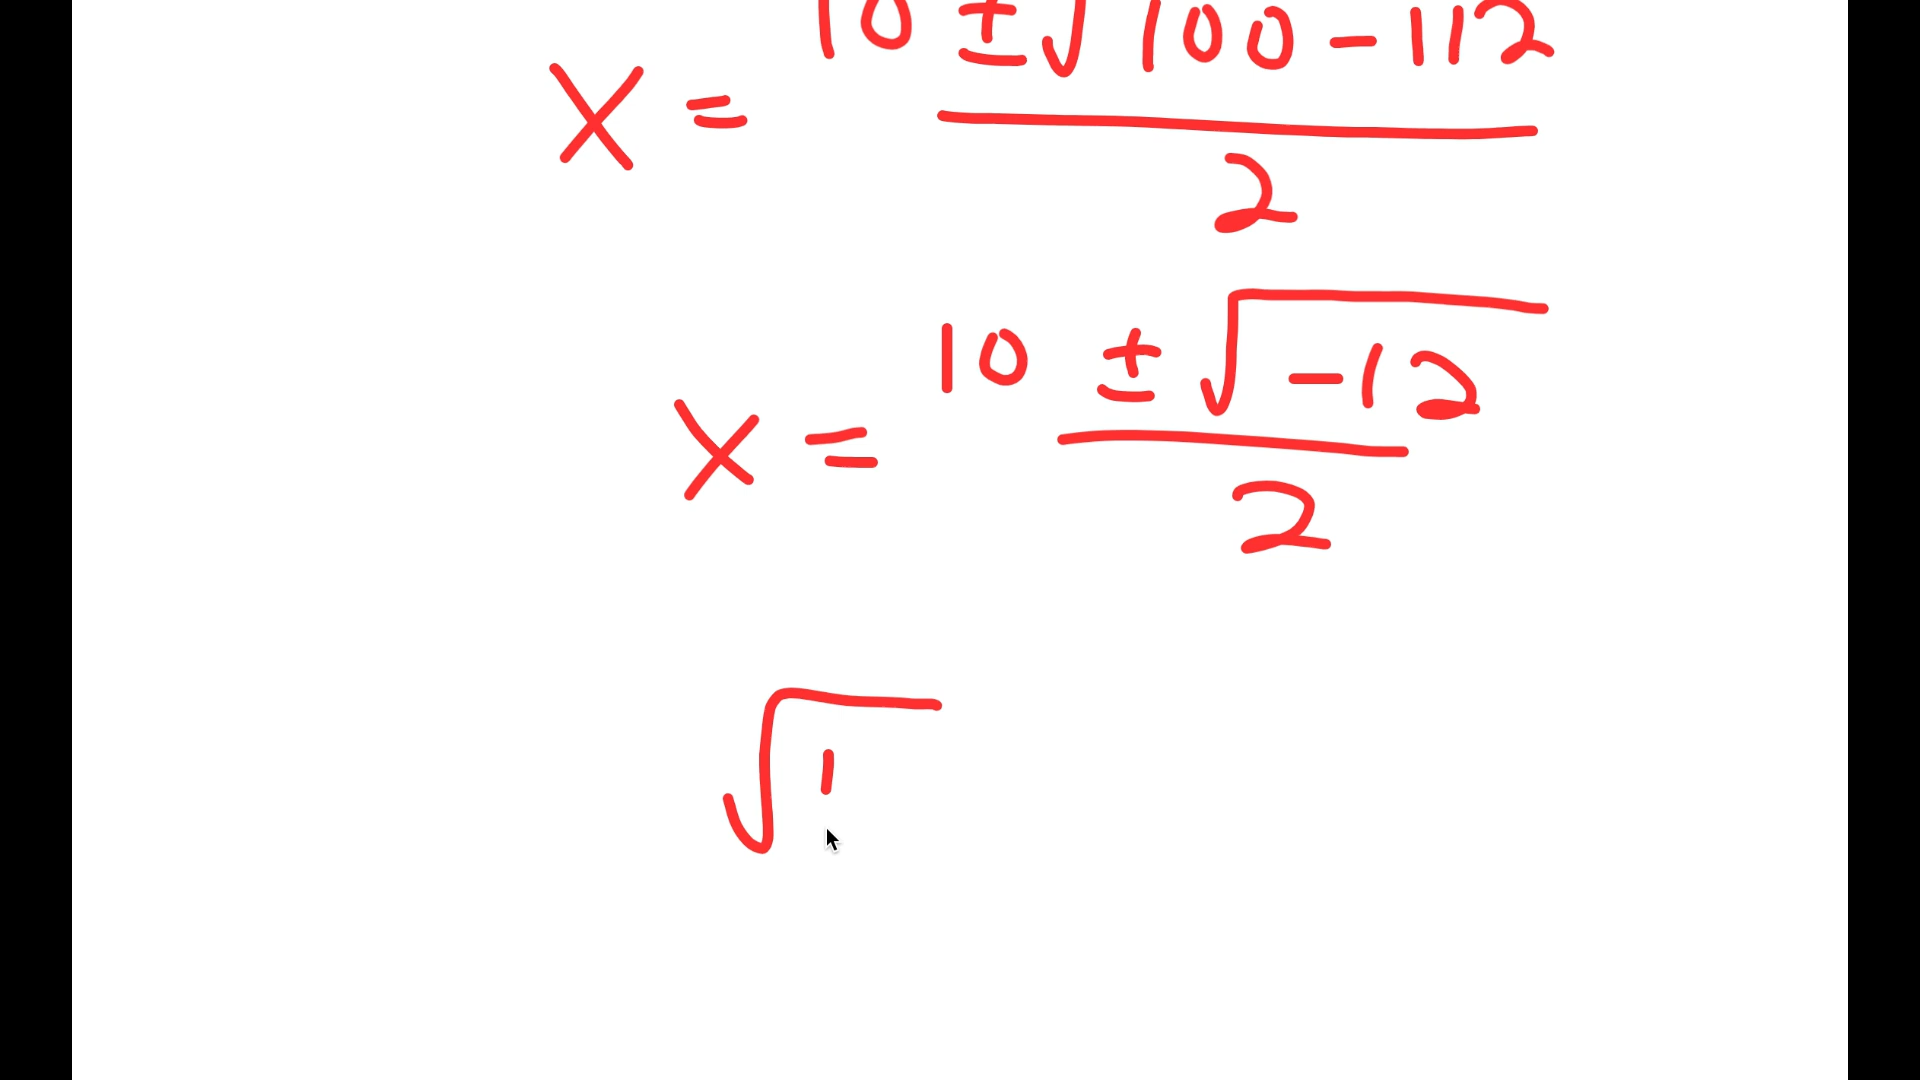 x = (10 ± √100 - 112) / 2
x = (10 ± √-12) / 2
√1